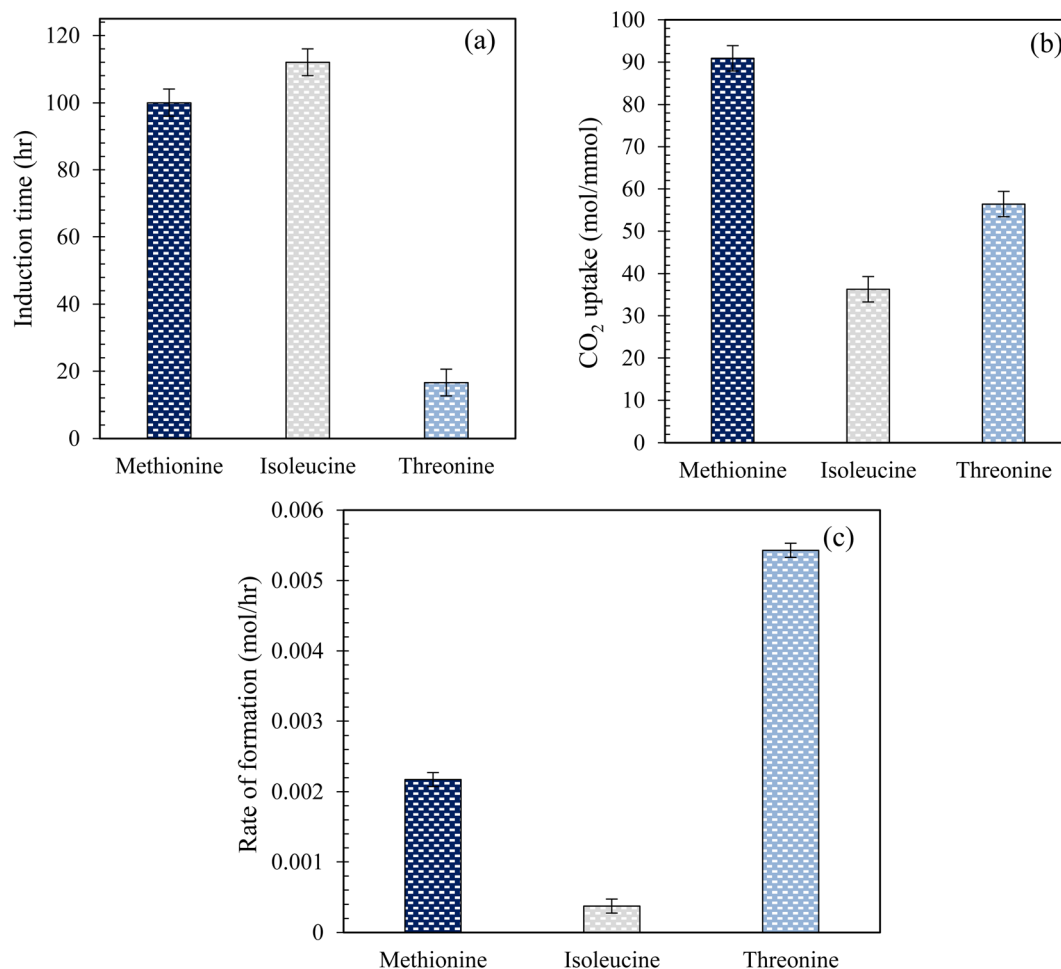 (a)
Induction time (hr)
120
100
80
60
40
20
0
Methionine Isoleucine Threonine
(b)
CO₂ uptake (mol/mmol)
100
90
80
70
60
50
40
30
20
10
0
Methionine Isoleucine Threonine
(c)
Rate of formation (mol/hr)
0.006
0.005
0.004
0.003
0.002
0.001
0
Methionine Isoleucine Threonine